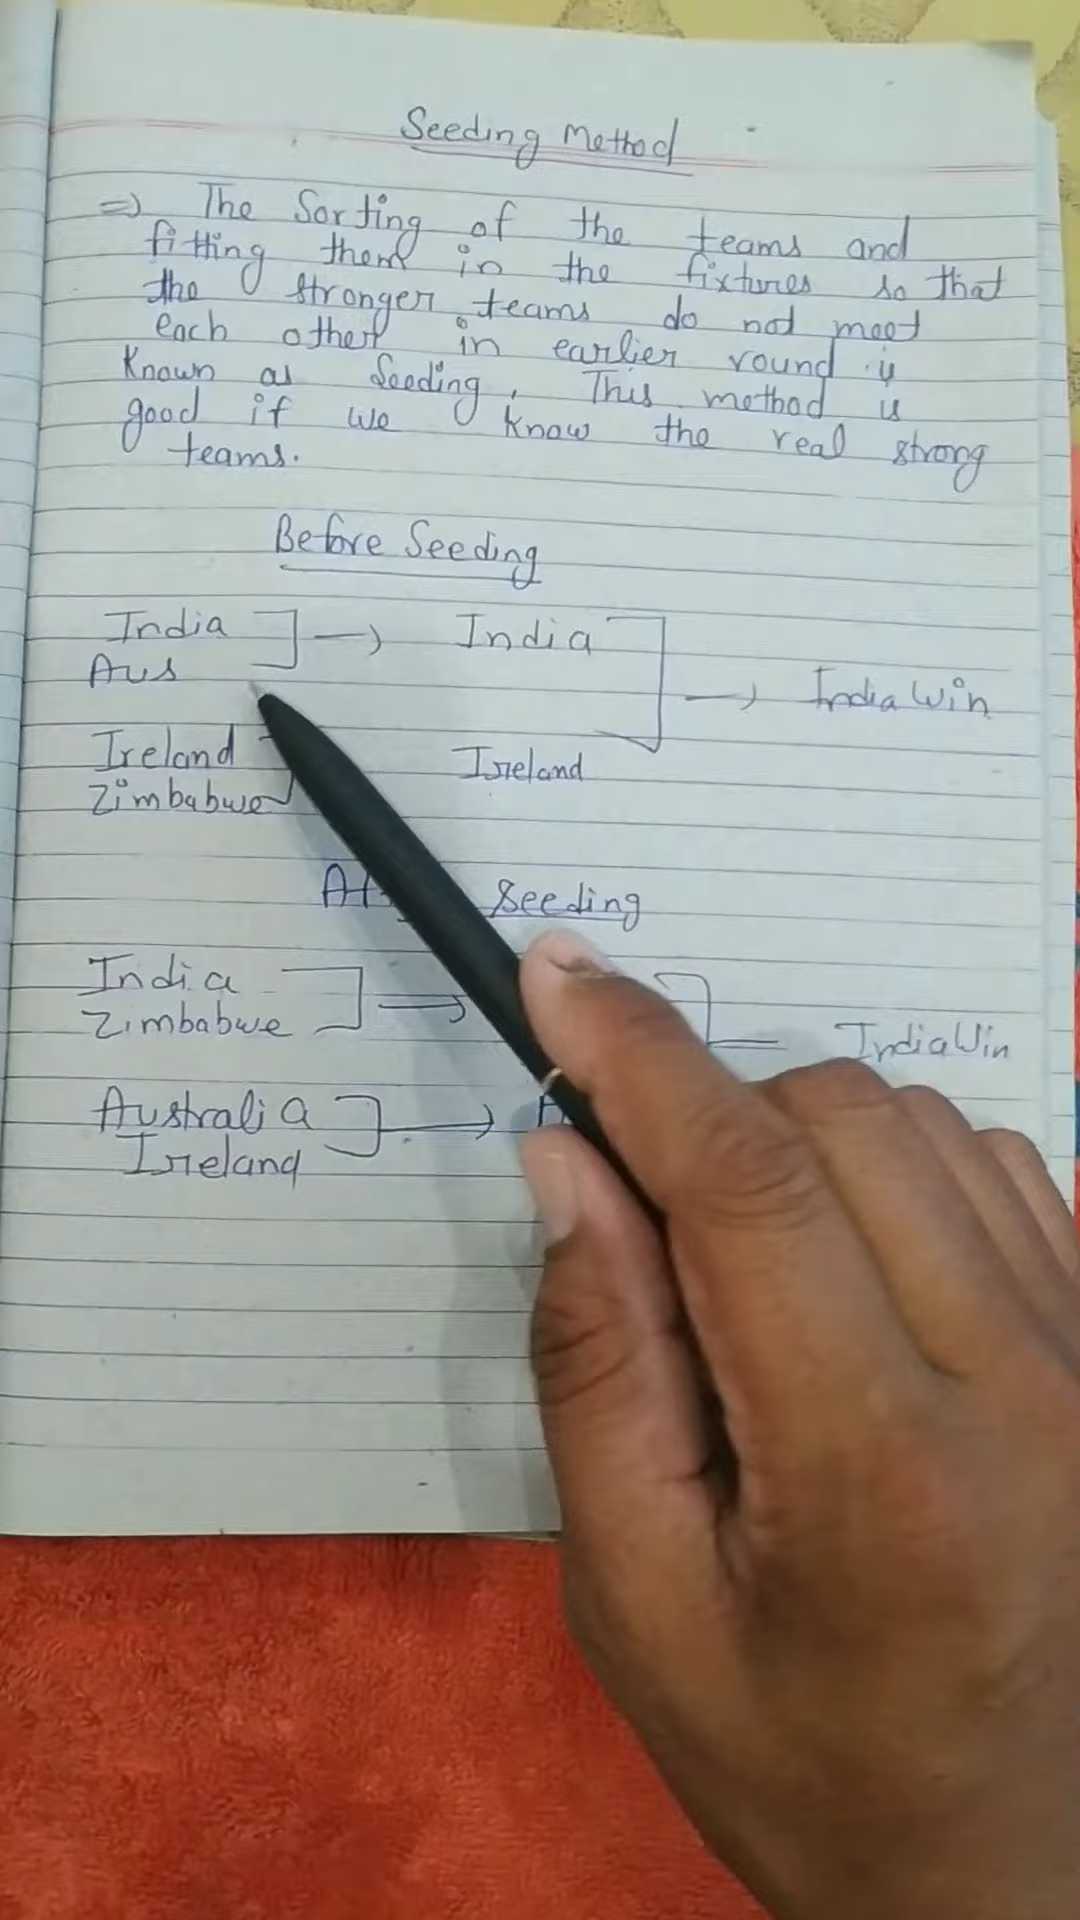 Seeding Method
=) The Sorting of the teams and
fitting them in the fixtures so that
the stronger teams do not meet
each other in earlier round is
Known as Seeding, This method is
good if we know the real strong
teams.
Before Seeding
India → India
Aus
→ India Win
Ireland Ireland
Zimbabwe
Seeding
India
Zimbabwe
India Win
Australia
Ireland